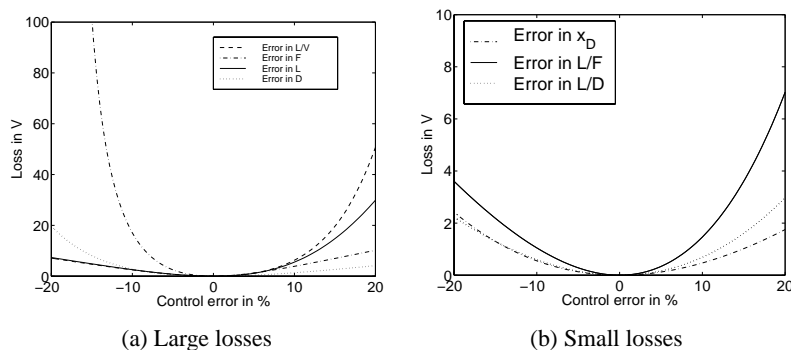 100
80
60
40
20
0
−20
−10
0
10
20
Loss in V
Control error in %
Error in L/V
Error in F
Error in L
Error in D
(a) Large losses
10
8
6
4
2
0
−20
−10
0
10
20
Loss in V
Control error in %
Error in x_D
Error in L/F
Error in L/D
(b) Small losses